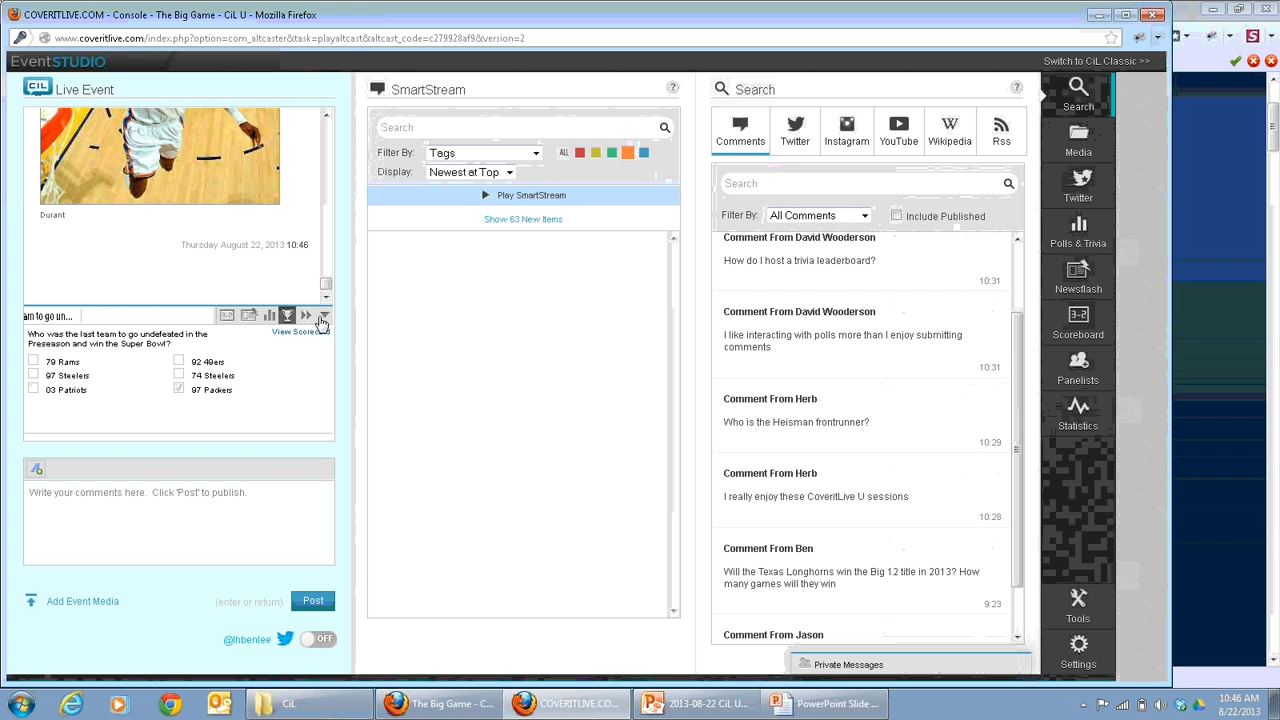 COVERITLIVE.COM - Console - The Big Game - CiL U - Mozilla Firefox
www.coveritlive.com/index.php?option=com_altcaster&task=playaltcast&altcast_code=c279928af9&version=2
EventSTUDIO
Switch to CiL Classic >>
CiL Live Event
Durant
Thursday August 22, 2013 10:46
am to go un...
View Scorecard
Who was the last team to go undefeated in the
Preseason and win the Super Bowl?
79 Rams
92 49ers
97 Steelers
74 Steelers
03 Patriots
97 Packers
Write your comments here. Click 'Post' to publish.
Add Event Media
(enter or return)
Post
@lhbenlee
OFF
SmartStream
?
Search
Filter By:
Tags
All
Display:
Newest at Top
Play SmartStream
Show 63 New Items
Search
?
Comments
Twitter
Instagram
YouTube
Wikipedia
Rss
Search
Filter By:
All Comments
Include Published
Comment From David Wooderson
How do I host a trivia leaderboard?
10:31
Comment From David Wooderson
I like interacting with polls more than I enjoy submitting
comments
10:31
Comment From Herb
Who is the Heisman frontrunner?
10:29
Comment From Herb
I really enjoy these CoveritLive U sessions
10:28
Comment From Ben
Will the Texas Longhorns win the Big 12 title in 2013? How
many games will they win
9:23
Comment From Jason
Private Messages
Search
Media
Twitter
Polls & Trivia
Newsflash
3-2
Scoreboard
Panelists
Statistics
Tools
Settings
CiL
The Big Game - C...
COVERITLIVE.CO...
2013-08-22 CiL U...
PowerPoint Slide ...
10:46 AM
8/22/2013